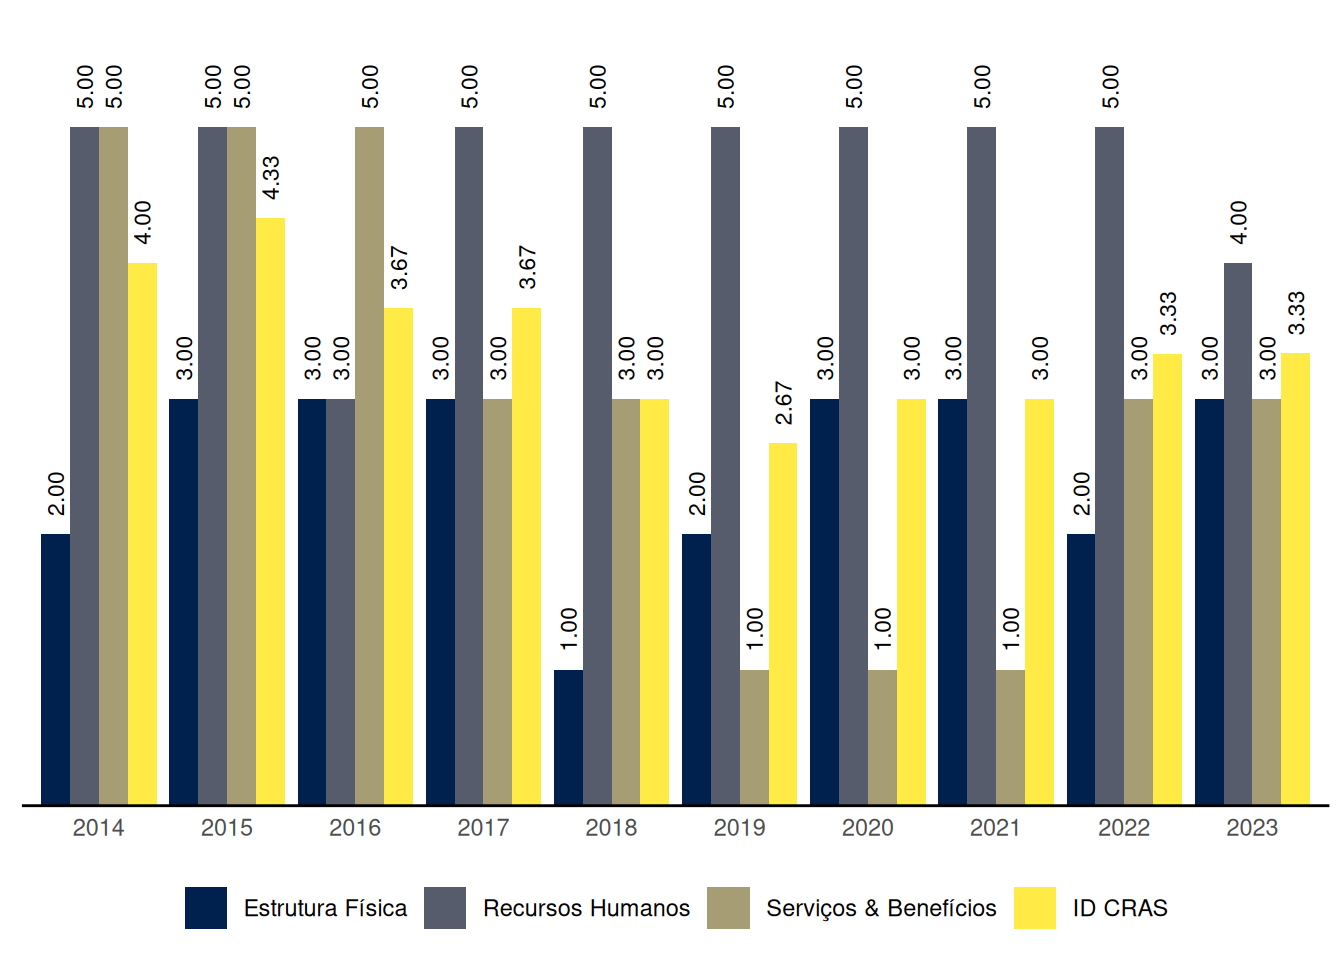 5.00 5.00 5.00 5.00 5.00 5.00 5.00 5.00 5.00 5.00 5.00
4.33
4.00 4.00
3.67 3.67
3.33 3.33
3.00 3.00 3.00 3.00 3.00 3.00 3.00 3.00 3.00 3.00 3.00 3.00 3.00 3.00
2.67
2.00 2.00 2.00
1.00 1.00 1.00 1.00
2014 2015 2016 2017 2018 2019 2020 2021 2022 2023
Estrutura Física Recursos Humanos Serviços & Benefícios ID CRAS